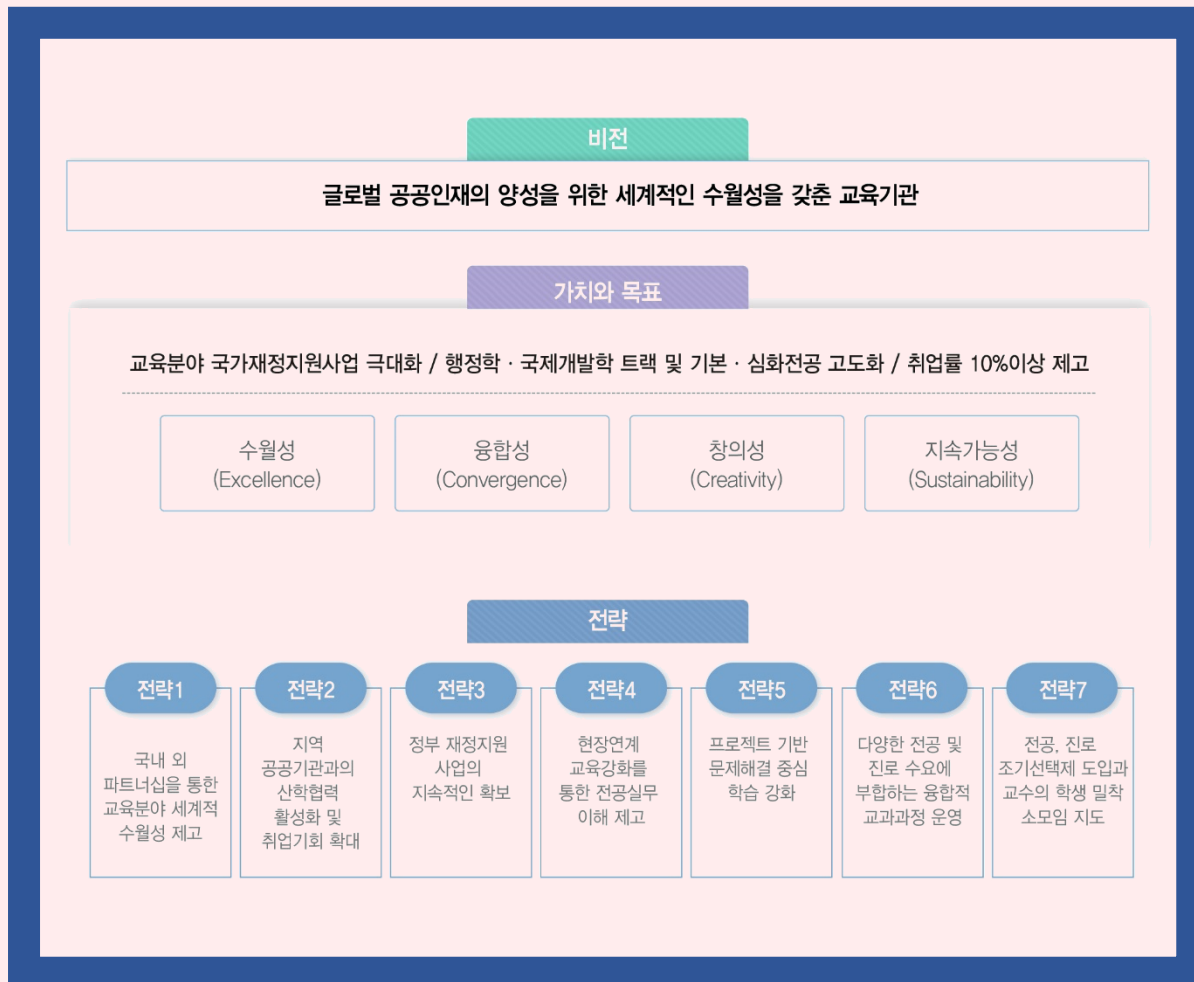 비전
글로벌 공공인재의 양성을 위한 세계적인 수월성을 갖춘 교육기관
가치와 목표
교육분야 국가재정지원사업 극대화 / 행정학 · 국제개발학 트랙 및 기본 · 심화전공 고도화 / 취업률 10%이상 제고
수월성
(Excellence)
융합성
(Convergence)
창의성
(Creativity)
지속가능성
(Sustainability)
전략
전략1
국내 외
파트너십을 통한
교육분야 세계적
수월성 제고
전략2
지역
공공기관과의
산학협력
활성화 및
취업기회 확대
전략3
정부 재정지원
사업의
지속적인 확보
전략4
현장연계
교육강화를
통한 전공실무
이해 제고
전략5
프로젝트 기반
문제해결 중심
학습 강화
전략6
다양한 전공 및
진로 수요에
부합하는 융합적
교과과정 운영
전략7
전공, 진로
조기선택제 도입과
교수의 학생 밀착
소모임 지도